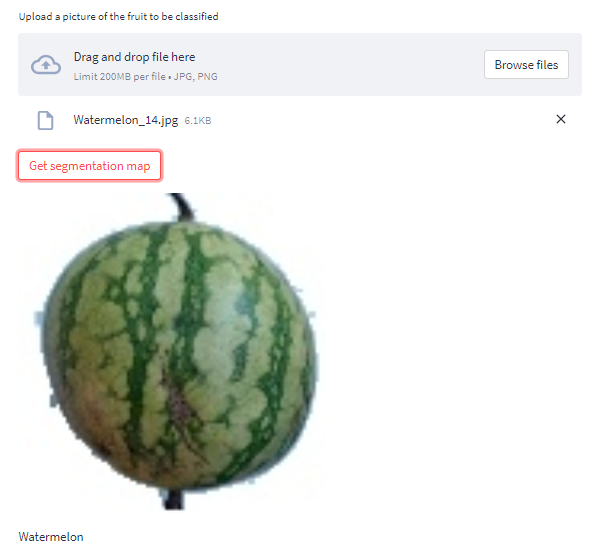 Upload a picture of the fruit to be classified
Drag and drop file here
Limit 200MB per file • JPG, PNG
Browse files
Watermelon_14.jpg 6.1KB
Get segmentation map
Watermelon